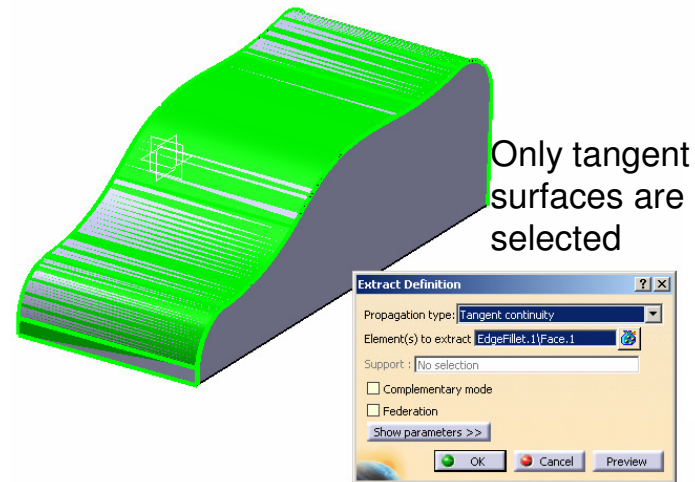 Only tangent
surfaces are
selected
Extract Definition
Propagation type: Tangent continuity
Element(s) to extract EdgeFillet.1\Face.1
Support : No selection
Complementary mode
Federation
Show parameters >>
OK Cancel Preview